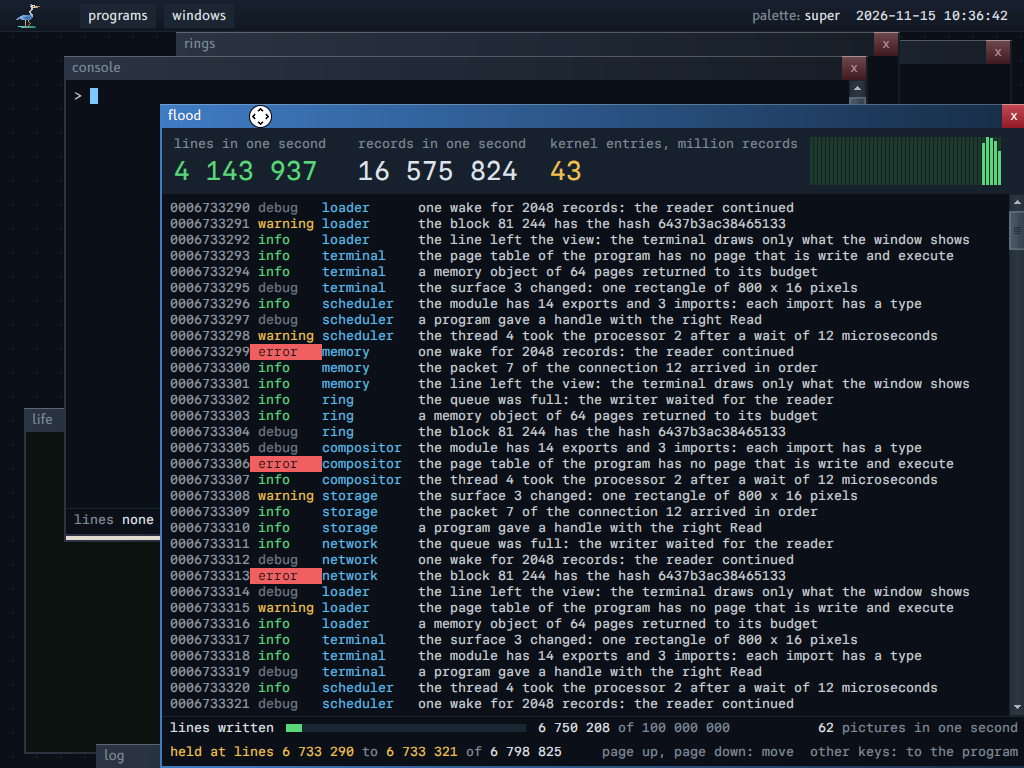 programs windows palette: super 2026-11-15 10:36:42
rings x
x
console x
>
flood x
lines in one second records in one second kernel entries, million records
4 143 937 16 575 824 43
0006733290 debug loader one wake for 2048 records: the reader continued
0006733291 warning loader the block 81 244 has the hash 6437b3ac38465133
0006733292 info loader the line left the view: the terminal draws only what the window shows
0006733293 info terminal the page table of the program has no page that is write and execute
0006733294 info terminal a memory object of 64 pages returned to its budget
0006733295 debug terminal the surface 3 changed: one rectangle of 800 x 16 pixels
0006733296 info scheduler the module has 14 exports and 3 imports: each import has a type
0006733297 debug scheduler a program gave a handle with the right Read
0006733298 warning scheduler the thread 4 took the processor 2 after a wait of 12 microseconds
0006733299 error memory one wake for 2048 records: the reader continued
0006733300 info memory the packet 7 of the connection 12 arrived in order
0006733301 info memory the line left the view: the terminal draws only what the window shows
0006733302 info ring the queue was full: the writer waited for the reader
0006733303 info ring a memory object of 64 pages returned to its budget
0006733304 debug ring the block 81 244 has the hash 6437b3ac38465133
0006733305 debug compositor the module has 14 exports and 3 imports: each import has a type
0006733306 error compositor the page table of the program has no page that is write and execute
0006733307 info compositor the thread 4 took the processor 2 after a wait of 12 microseconds
0006733308 warning storage the surface 3 changed: one rectangle of 800 x 16 pixels
0006733309 info storage the packet 7 of the connection 12 arrived in order
0006733310 info storage a program gave a handle with the right Read
0006733311 info network the queue was full: the writer waited for the reader
0006733312 debug network one wake for 2048 records: the reader continued
0006733313 error network the block 81 244 has the hash 6437b3ac38465133
0006733314 debug loader the line left the view: the terminal draws only what the window shows
0006733315 warning loader the page table of the program has no page that is write and execute
0006733316 info loader a memory object of 64 pages returned to its budget
0006733317 info terminal the surface 3 changed: one rectangle of 800 x 16 pixels
0006733318 info terminal the module has 14 exports and 3 imports: each import has a type
0006733319 debug terminal a program gave a handle with the right Read
0006733320 info scheduler the thread 4 took the processor 2 after a wait of 12 microseconds
0006733321 debug scheduler one wake for 2048 records: the reader continued
lines written 6 750 208 of 100 000 000 62 pictures in one second
held at lines 6 733 290 to 6 733 321 of 6 798 825 page up, page down: move other keys: to the program
life
lines none
log